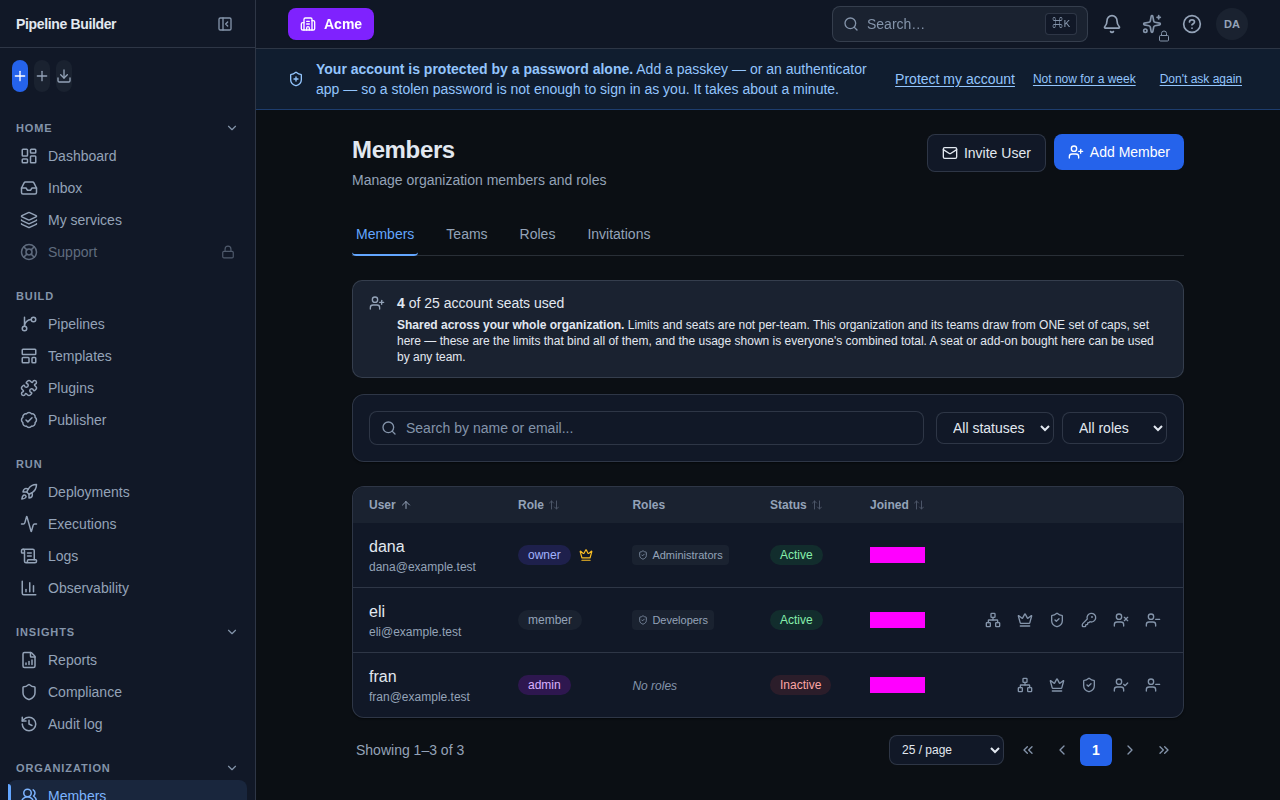 Pipeline Builder
Acme
Search…
⌘K
DA
Your account is protected by a password alone. Add a passkey — or an authenticator
app — so a stolen password is not enough to sign in as you. It takes about a minute.
Protect my account
Not now for a week
Don't ask again
HOME
Dashboard
Inbox
My services
Support
BUILD
Pipelines
Templates
Plugins
Publisher
RUN
Deployments
Executions
Logs
Observability
INSIGHTS
Reports
Compliance
Audit log
ORGANIZATION
Members
Members
Manage organization members and roles
Invite User
Add Member
Members
Teams
Roles
Invitations
4 of 25 account seats used
Shared across your whole organization. Limits and seats are not per-team. This organization and its teams draw from ONE set of caps, set
here — these are the limits that bind all of them, and the usage shown is everyone's combined total. A seat or add-on bought here can be used
by any team.
Search by name or email...
All statuses
All roles
User
Role
Roles
Status
Joined
dana
dana@example.test
owner
Administrators
Active
eli
eli@example.test
member
Developers
Active
fran
fran@example.test
admin
No roles
Inactive
Showing 1–3 of 3
25 / page
1